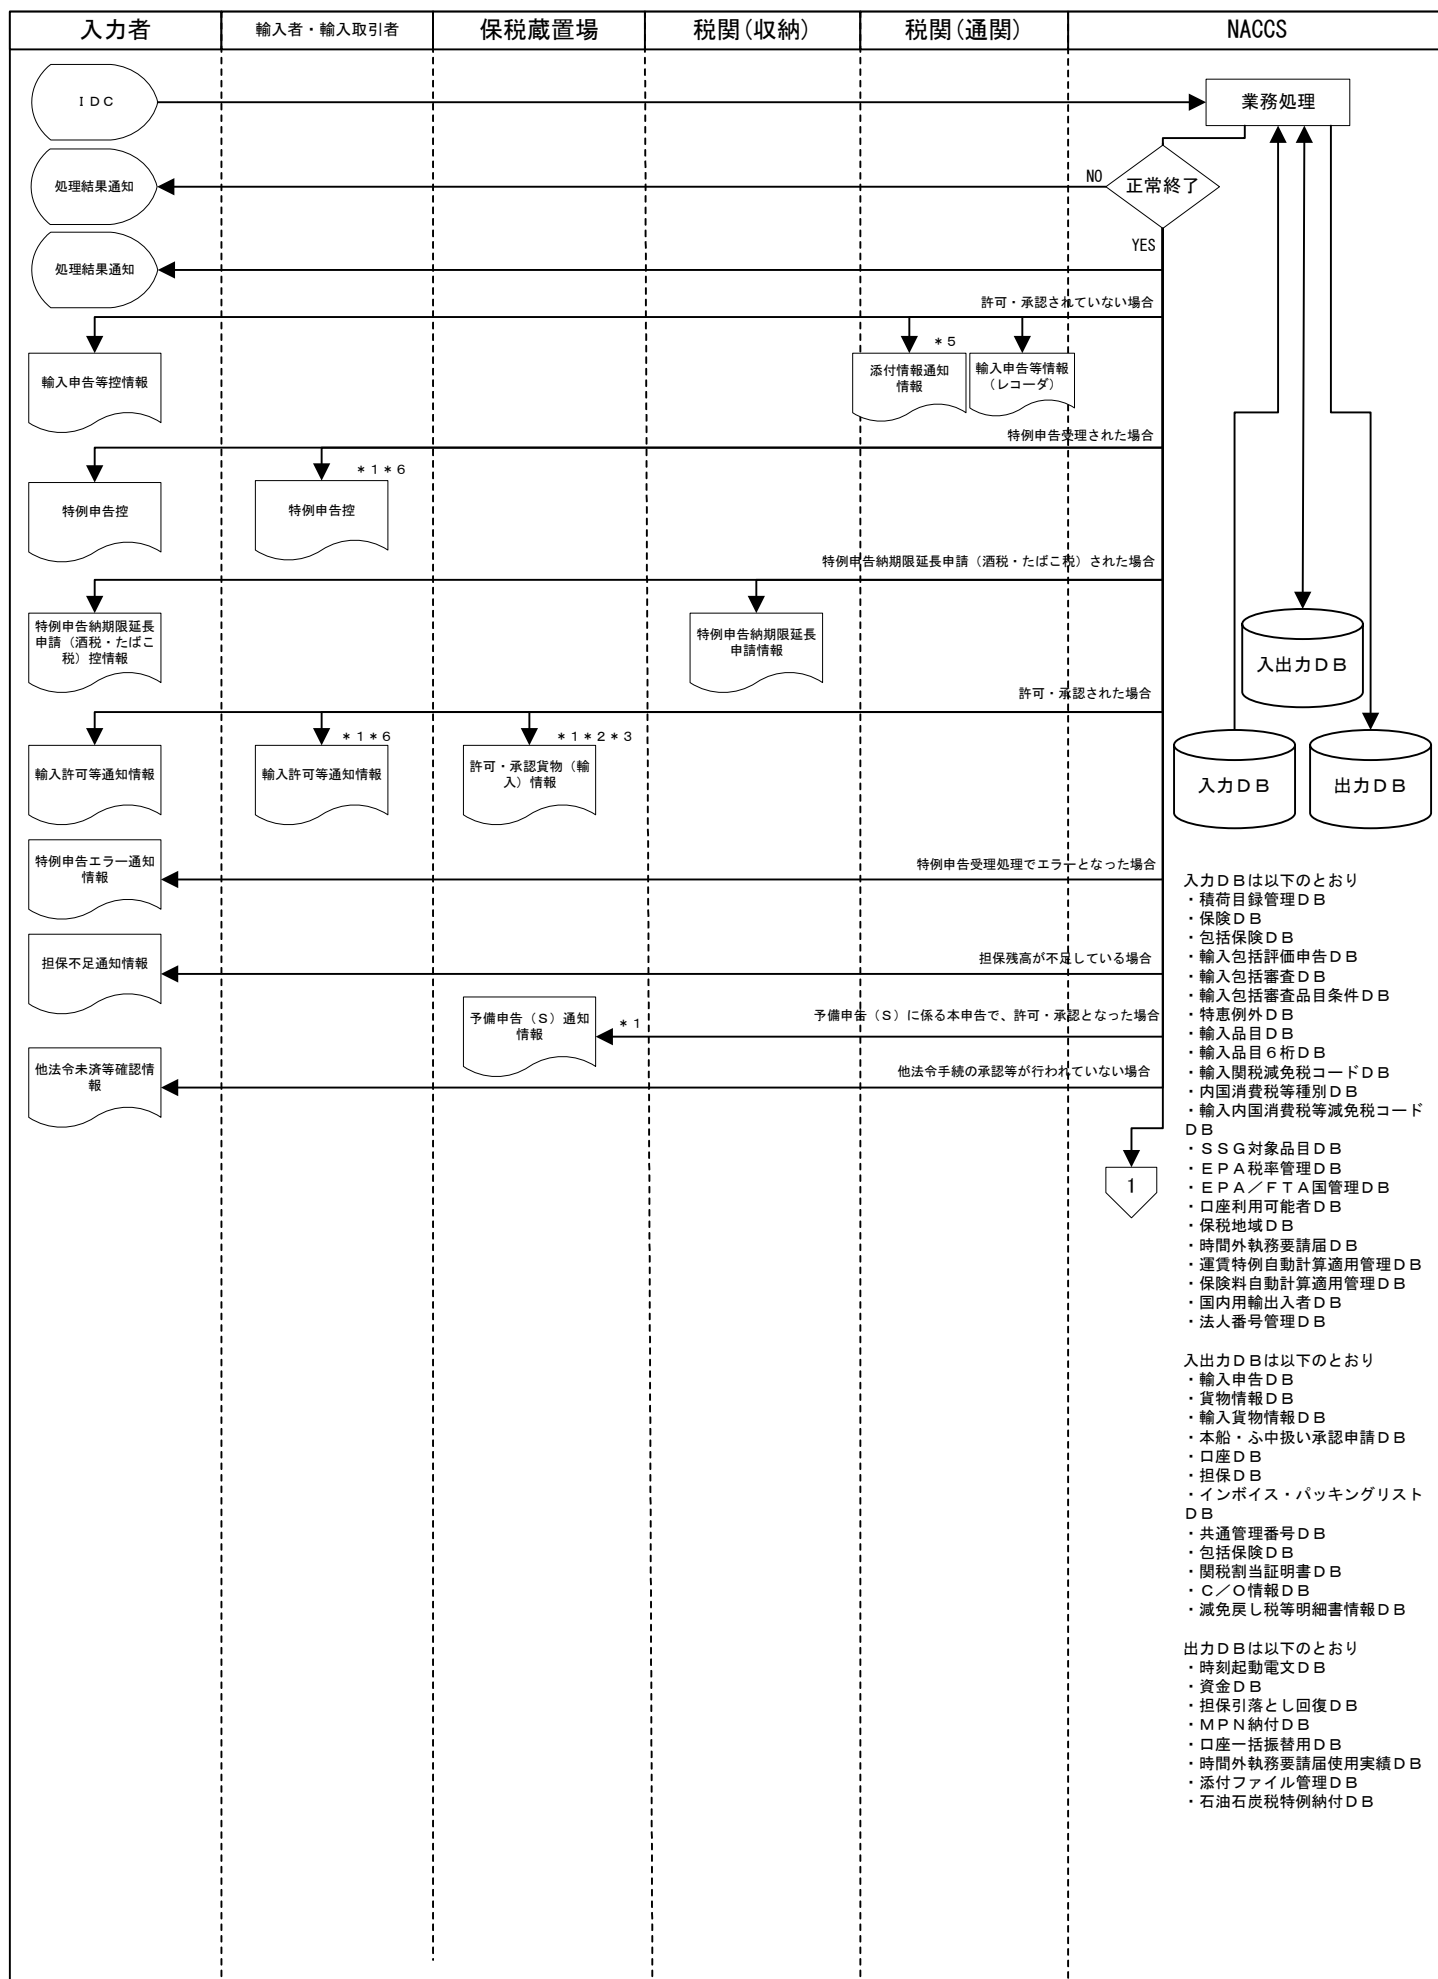 入力者
輸入者・輸入取引者
保税蔵置場
税関(収納)
税関(通関)
NACCS
ＩＤＣ
業務処理
処理結果通知
NO
正常終了
YES
処理結果通知
許可・承認されていない場合
＊５
輸入申告等控情報
添付情報通知
情報
輸入申告等情報
（レコーダ）
特例申告受理された場合
＊１＊６
特例申告控
特例申告控
特例申告納期限延長申請（酒税・たばこ税）された場合
特例申告納期限延長
申請（酒税・たばこ
税）控情報
特例申告納期限延長
申請情報
許可・承認された場合
＊１＊６
＊１＊２＊３
輸入許可等通知情報
輸入許可等通知情報
許可・承認貨物（輸
入）情報
入出力ＤＢ
入力ＤＢ
出力ＤＢ
特例申告エラー通知
情報
特例申告受理処理でエラーとなった場合
担保不足通知情報
担保残高が不足している場合
予備申告（Ｓ）通知
情報
＊１
予備申告（Ｓ）に係る本申告で、許可・承認となった場合
他法令未済等確認情
報
他法令手続の承認等が行われていない場合
1
入力ＤＢは以下のとおり
・積荷目録管理ＤＢ
・保険ＤＢ
・包括保険ＤＢ
・輸入包括評価申告ＤＢ
・輸入包括審査ＤＢ
・輸入包括審査品目条件ＤＢ
・特恵例外ＤＢ
・輸入品目ＤＢ
・輸入品目６桁ＤＢ
・輸入関税減免税コードＤＢ
・内国消費税等種別ＤＢ
・輸入内国消費税等減免税コード
ＤＢ
・ＳＳＧ対象品目ＤＢ
・ＥＰＡ税率管理ＤＢ
・ＥＰＡ／ＦＴＡ国管理ＤＢ
・口座利用可能者ＤＢ
・保税地域ＤＢ
・時間外執務要請届ＤＢ
・運賃特例自動計算適用管理ＤＢ
・保険料自動計算適用管理ＤＢ
・国内用輸出入者ＤＢ
・法人番号管理ＤＢ
入出力ＤＢは以下のとおり
・輸入申告ＤＢ
・貨物情報ＤＢ
・輸入貨物情報ＤＢ
・本船・ふ中扱い承認申請ＤＢ
・口座ＤＢ
・担保ＤＢ
・インボイス・パッキングリスト
ＤＢ
・共通管理番号ＤＢ
・包括保険ＤＢ
・関税割当証明書ＤＢ
・Ｃ／Ｏ情報ＤＢ
・減免戻し税等明細書情報ＤＢ
出力ＤＢは以下のとおり
・時刻起動電文ＤＢ
・資金ＤＢ
・担保引落とし回復ＤＢ
・ＭＰＮ納付ＤＢ
・口座一括振替用ＤＢ
・時間外執務要請届使用実績ＤＢ
・添付ファイル管理ＤＢ
・石油石炭税特例納付ＤＢ